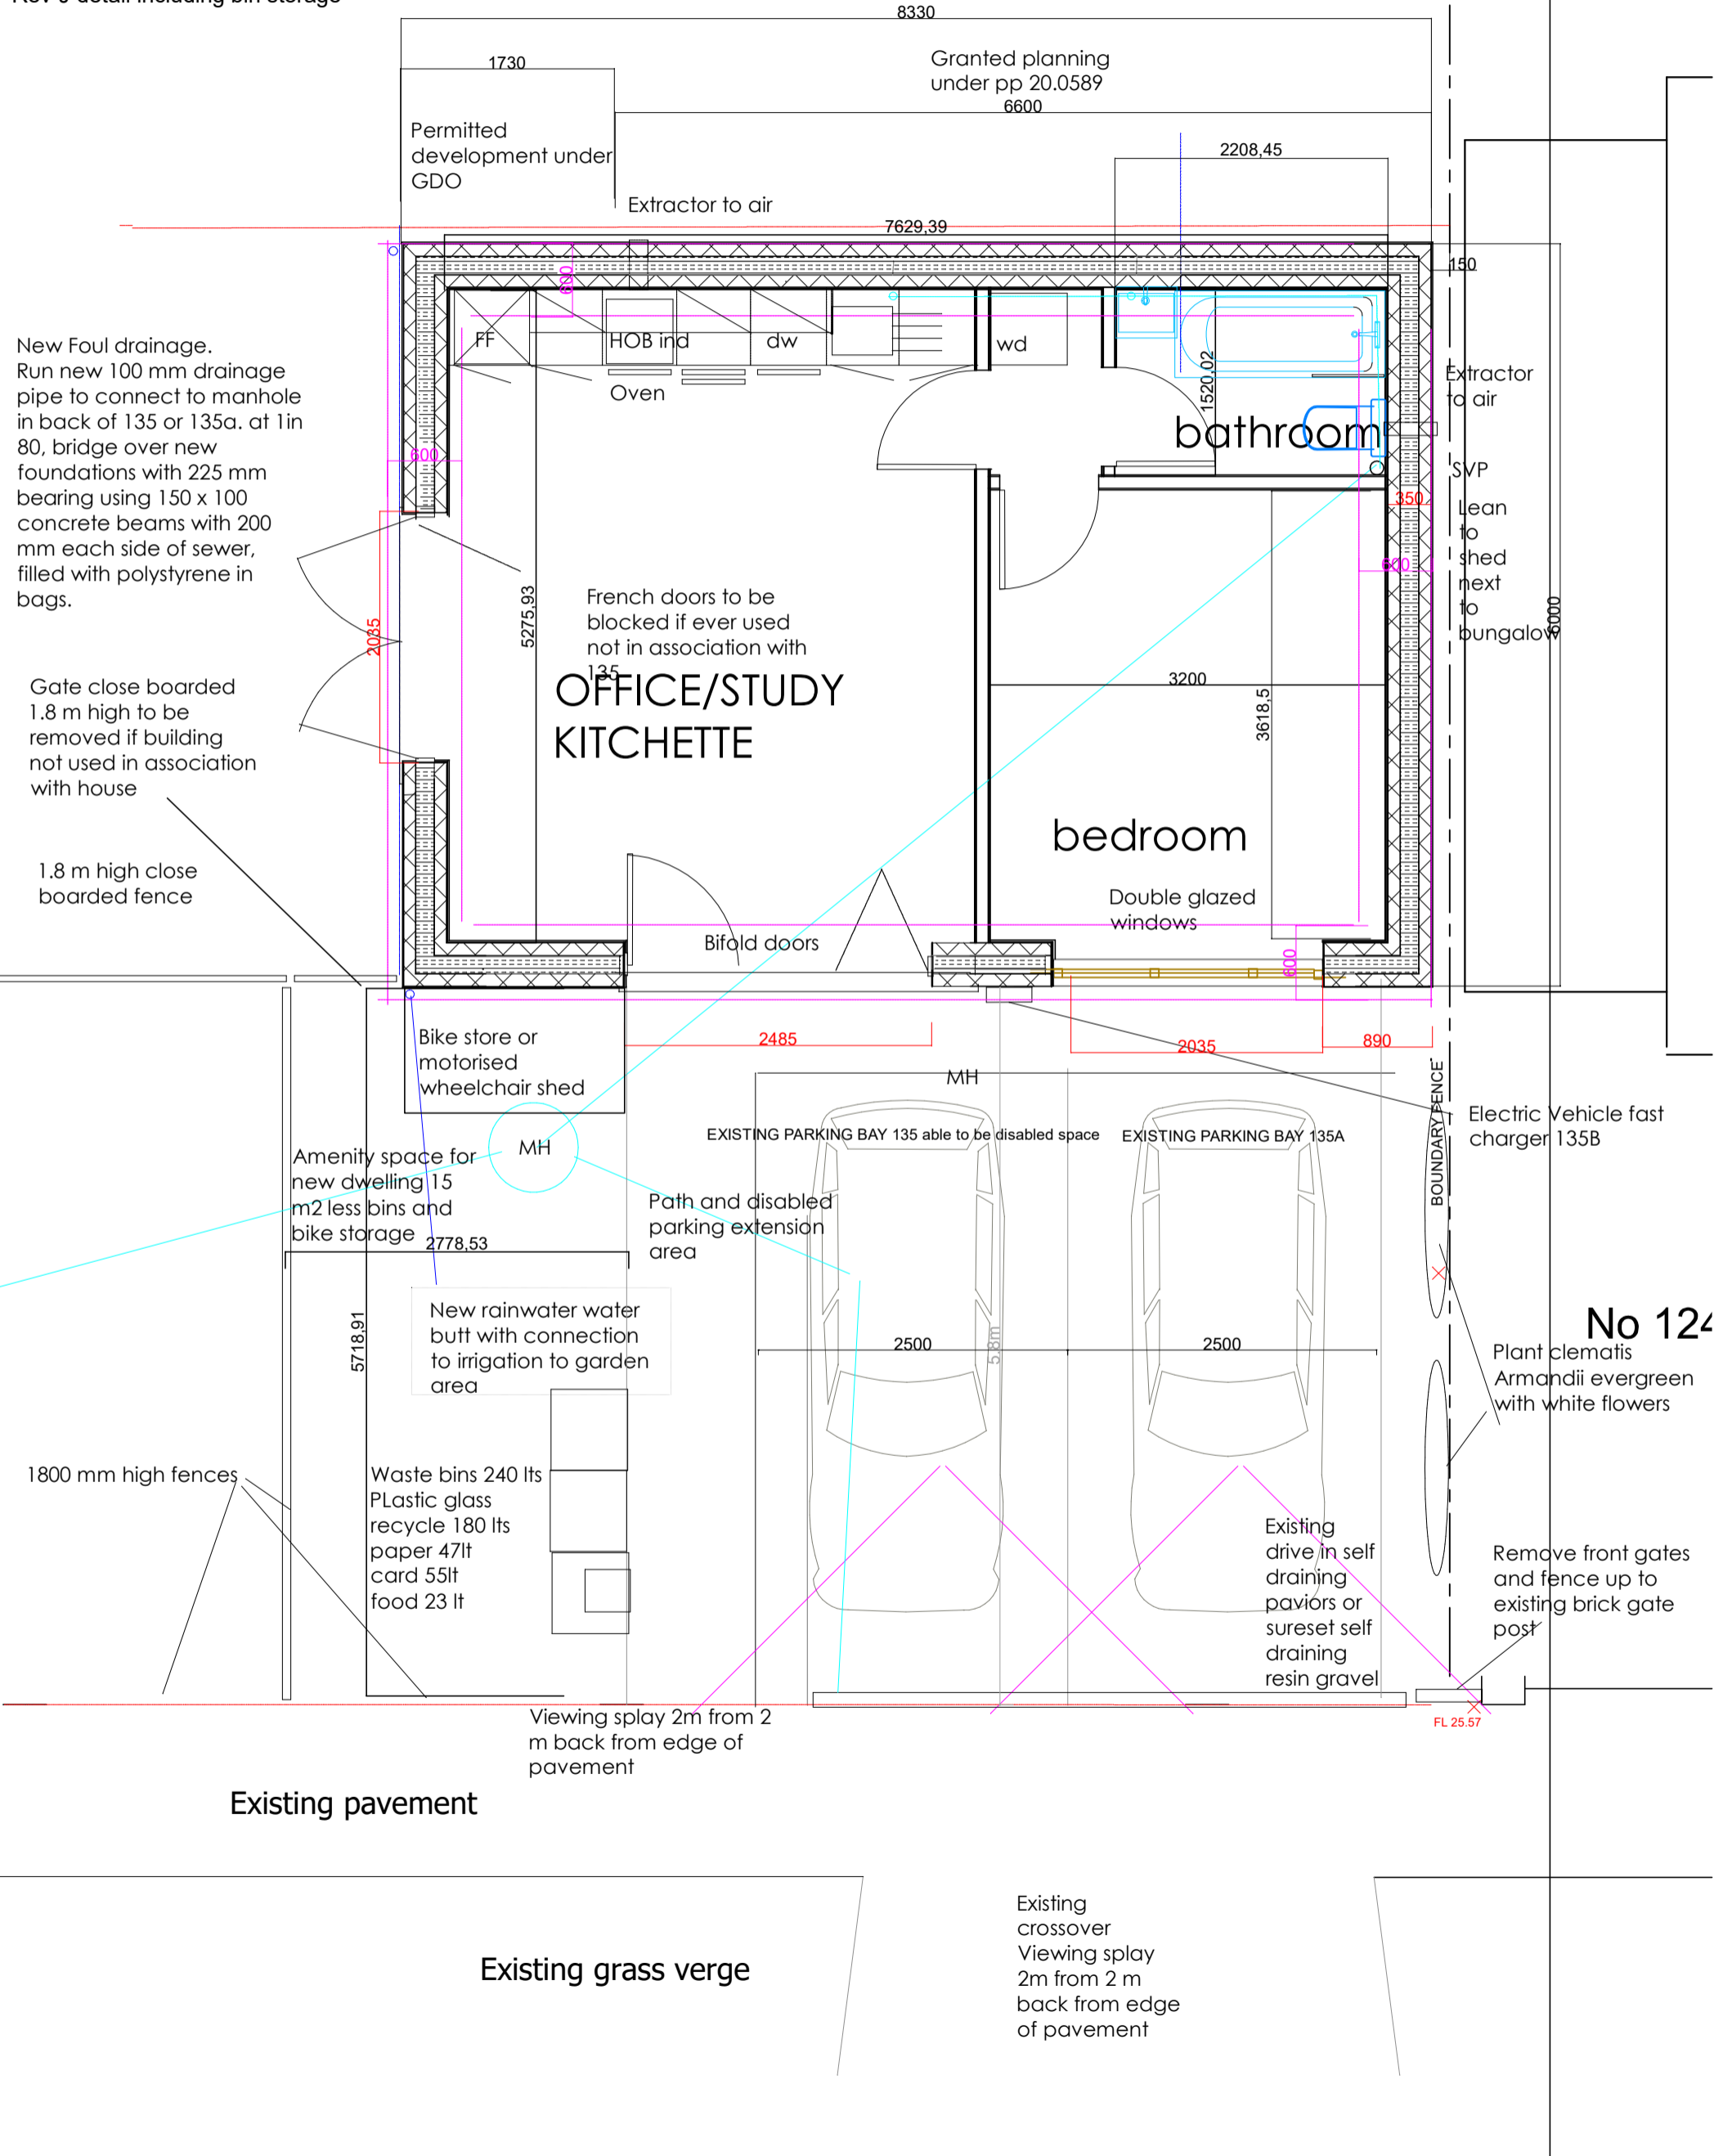 8330
1730
Granted planning
under pp 20.0589
6600
Permitted
development under
GDO
2208,45
Extractor to air
7629,39
150
600
FF
HOB ind
dw
wd
Oven
1520,02
bathroom
Extractor
to air
New Foul drainage.
Run new 100 mm drainage
pipe to connect to manhole
in back of 135 or 135a. at 1in
80, bridge over new
foundations with 225 mm
bearing using 150 x 100
concrete beams with 200
mm each side of sewer,
filled with polystyrene in
bags.
600
SVP
350
Lean
to
shed
next
to
bungalow
600
6000
2035
5275,93
French doors to be
blocked if ever used
not in association with
135
OFFICE/STUDY
KITCHETTE
3200
3618,5
Gate close boarded
1.8 m high to be
removed if building
not used in association
with house
bedroom
1.8 m high close
boarded fence
Double glazed
windows
Bifold doors
600
Bike store or
motorised
wheelchair shed
2485
2035
890
MH
BOUNDARY FENCE
Electric Vehicle fast
charger 135B
EXISTING PARKING BAY 135 able to be disabled space
EXISTING PARKING BAY 135A
MH
Amenity space for
new dwelling 15
m2 less bins and
bike storage
2778,53
Path and disabled
parking extension
area
New rainwater water
butt with connection
to irrigation to garden
area
5718,91
2500
5.8m
2500
No 124
Plant clematis
Armandii evergreen
with white flowers
1800 mm high fences
Waste bins 240 lts
PLastic glass
recycle 180 lts
paper 47lt
card 55lt
food 23 lt
Existing
drive in self
draining
paviors or
sureset self
draining
resin gravel
Remove front gates
and fence up to
existing brick gate
post
FL 25.57
Viewing splay 2m from 2
m back from edge of
pavement
Existing pavement
Existing grass verge
Existing
crossover
Viewing splay
2m from 2 m
back from edge
of pavement